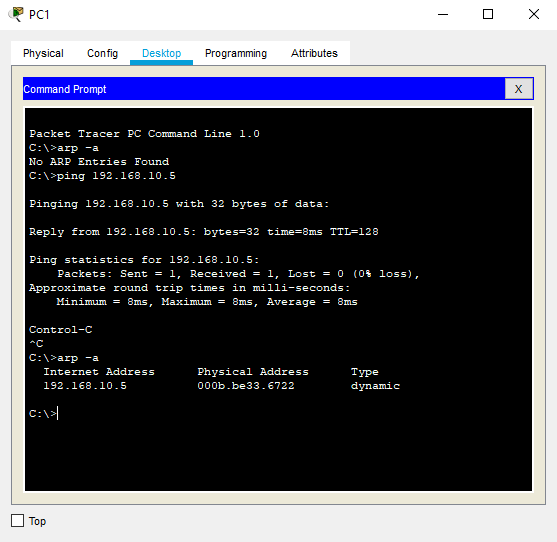 PC1
Physical Config Desktop Programming Attributes
Command Prompt X
Packet Tracer PC Command Line 1.0
C:\>arp -a
No ARP Entries Found
C:\>ping 192.168.10.5
Pinging 192.168.10.5 with 32 bytes of data:
Reply from 192.168.10.5: bytes=32 time=8ms TTL=128
Ping statistics for 192.168.10.5:
Packets: Sent = 1, Received = 1, Lost = 0 (0% loss),
Approximate round trip times in milli-seconds:
Minimum = 8ms, Maximum = 8ms, Average = 8ms
Control-C
^C
C:\>arp -a
Internet Address Physical Address Type
192.168.10.5 000b.be33.6722 dynamic
C:\>
Top